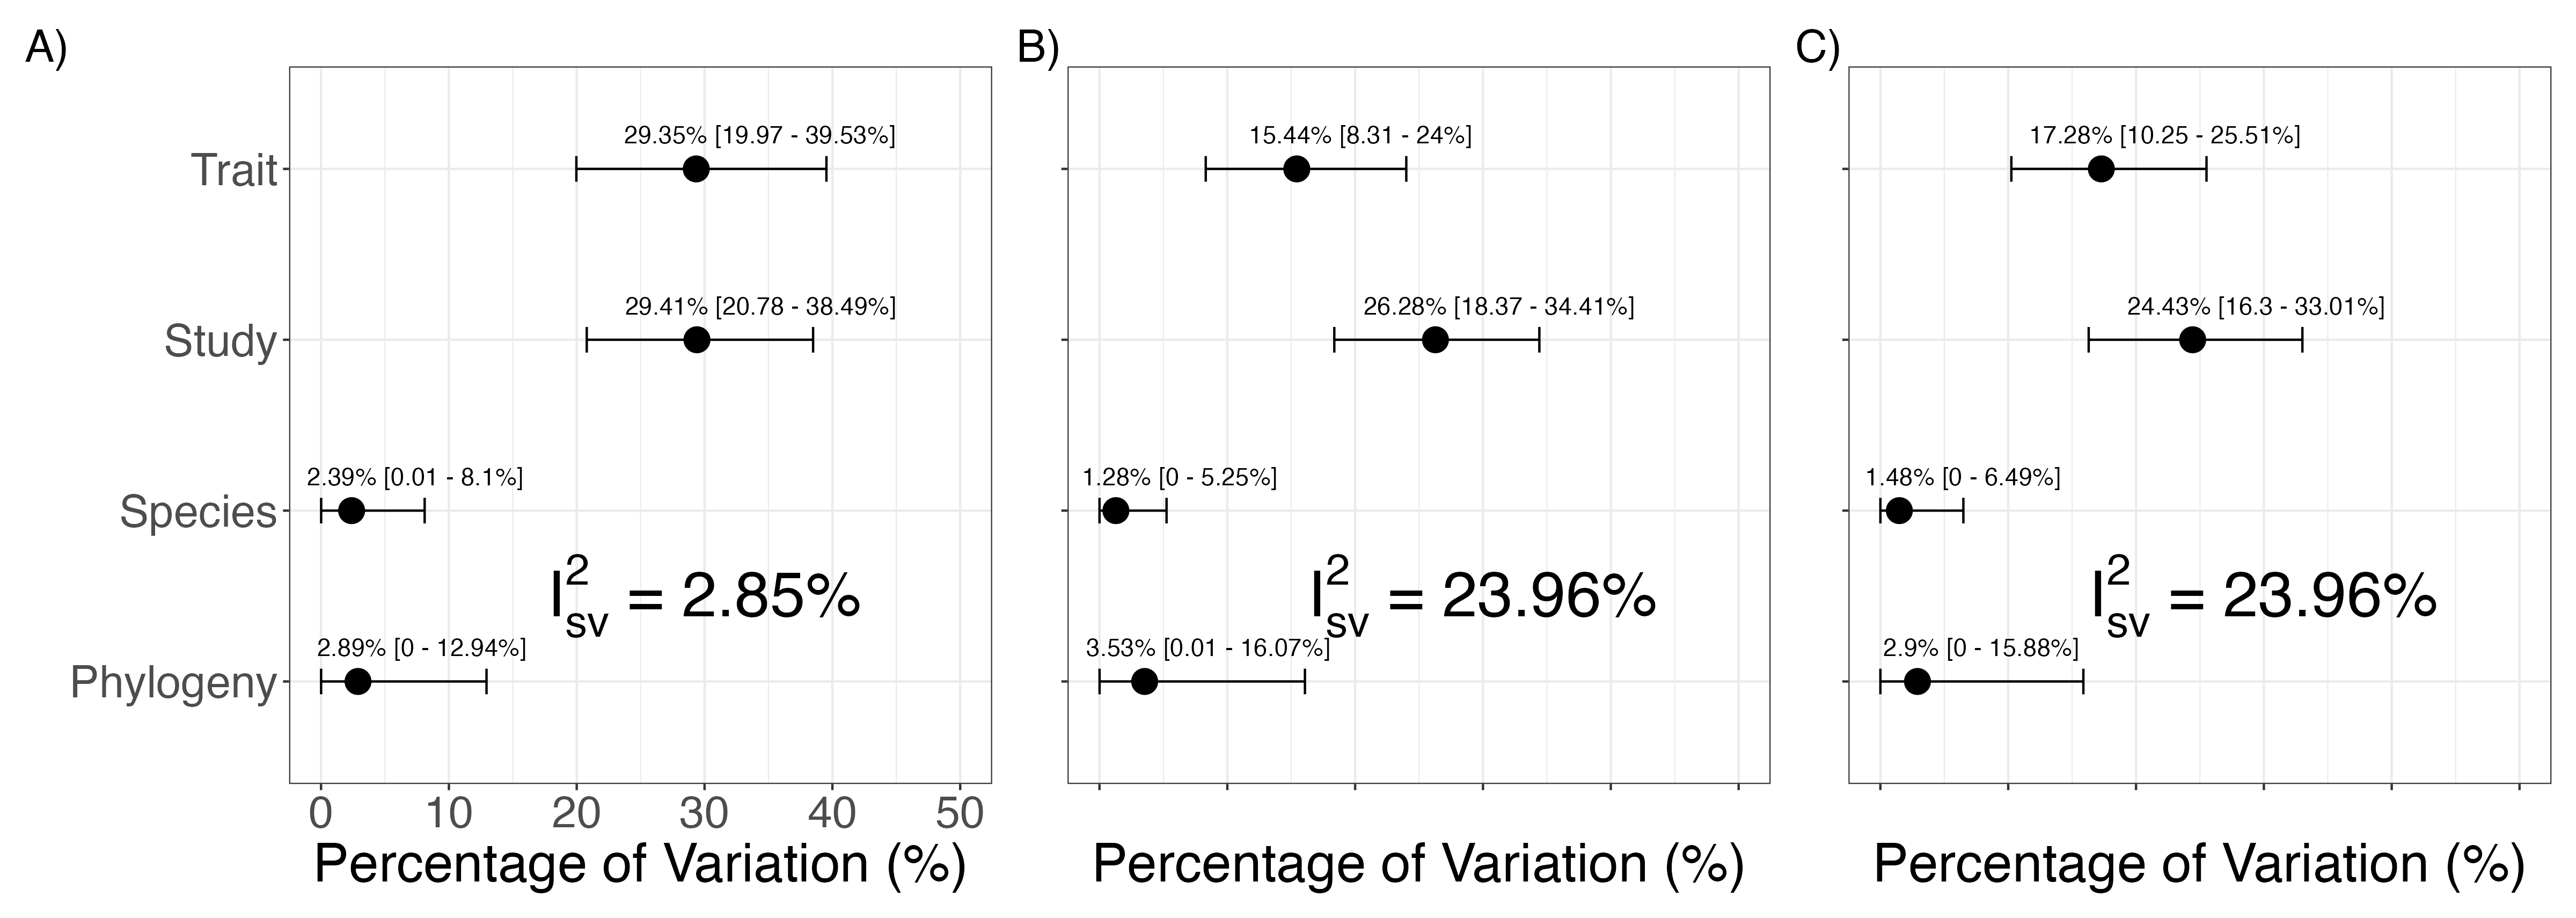 A)
Trait
29.35% [19.97 - 39.53%]
Study
29.41% [20.78 - 38.49%]
Species
2.39% [0.01 - 8.1%]
I²sv = 2.85%
Phylogeny
2.89% [0 - 12.94%]
0 10 20 30 40 50
Percentage of Variation (%)
B)
15.44% [8.31 - 24%]
26.28% [18.37 - 34.41%]
1.28% [0 - 5.25%]
I²sv = 23.96%
3.53% [0.01 - 16.07%]
Percentage of Variation (%)
C)
17.28% [10.25 - 25.51%]
24.43% [16.3 - 33.01%]
1.48% [0 - 6.49%]
I²sv = 23.96%
2.9% [0 - 15.88%]
Percentage of Variation (%)